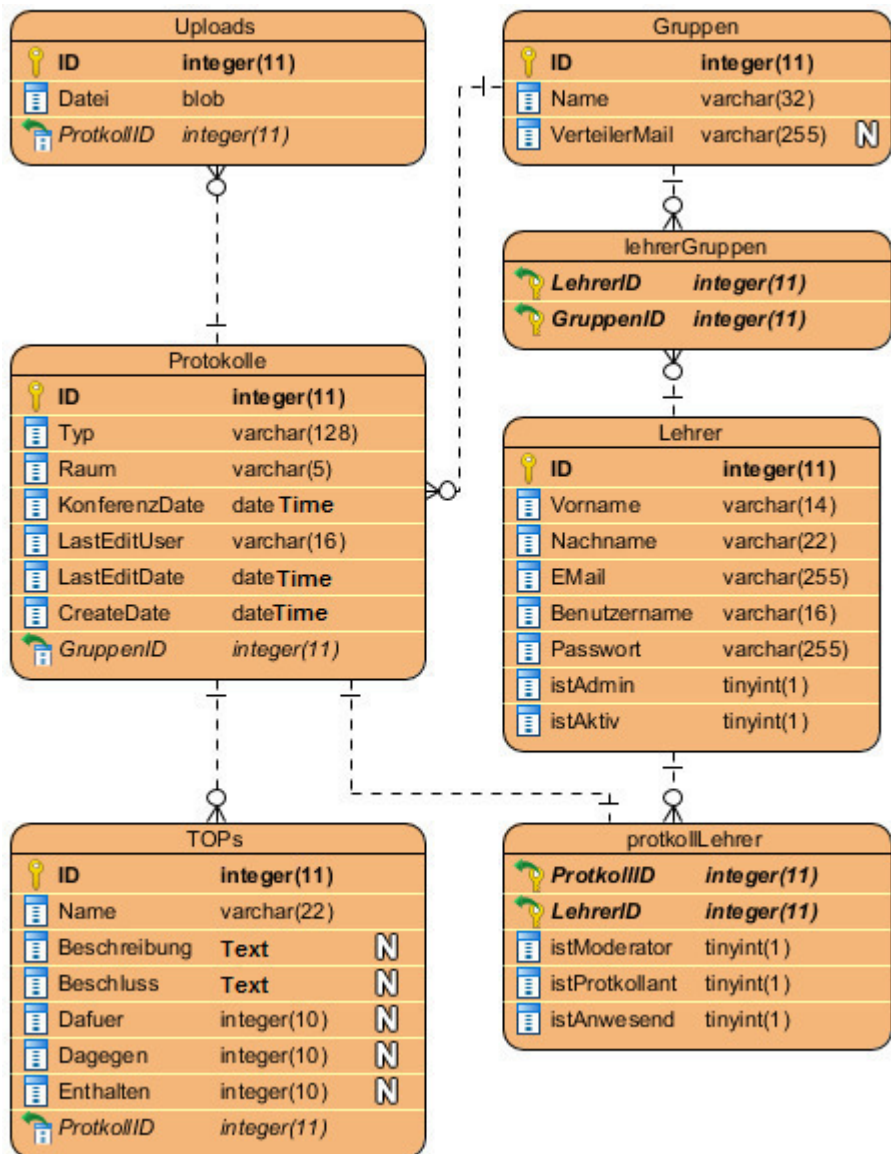 Uploads
ID integer(11)
Datei blob
ProtkollID integer(11)
Gruppen
ID integer(11)
Name varchar(32)
VerteilerMail varchar(255) N
lehrerGruppen
LehrerID integer(11)
GruppenID integer(11)
Protokolle
ID integer(11)
Typ varchar(128)
Raum varchar(5)
KonferenzDate date Time
LastEditUser varchar(16)
LastEditDate dateTime
CreateDate dateTime
GruppenID integer(11)
Lehrer
ID integer(11)
Vorname varchar(14)
Nachname varchar(22)
EMail varchar(255)
Benutzername varchar(16)
Passwort varchar(255)
istAdmin tinyint(1)
istAktiv tinyint(1)
TOPs
ID integer(11)
Name varchar(22)
Beschreibung Text N
Beschluss Text N
Dafuer integer(10) N
Dagegen integer(10) N
Enthalten integer(10) N
ProtkollID integer(11)
protkollLehrer
ProtkollID integer(11)
LehrerID integer(11)
istModerator tinyint(1)
istProtkollant tinyint(1)
istAnwesend tinyint(1)